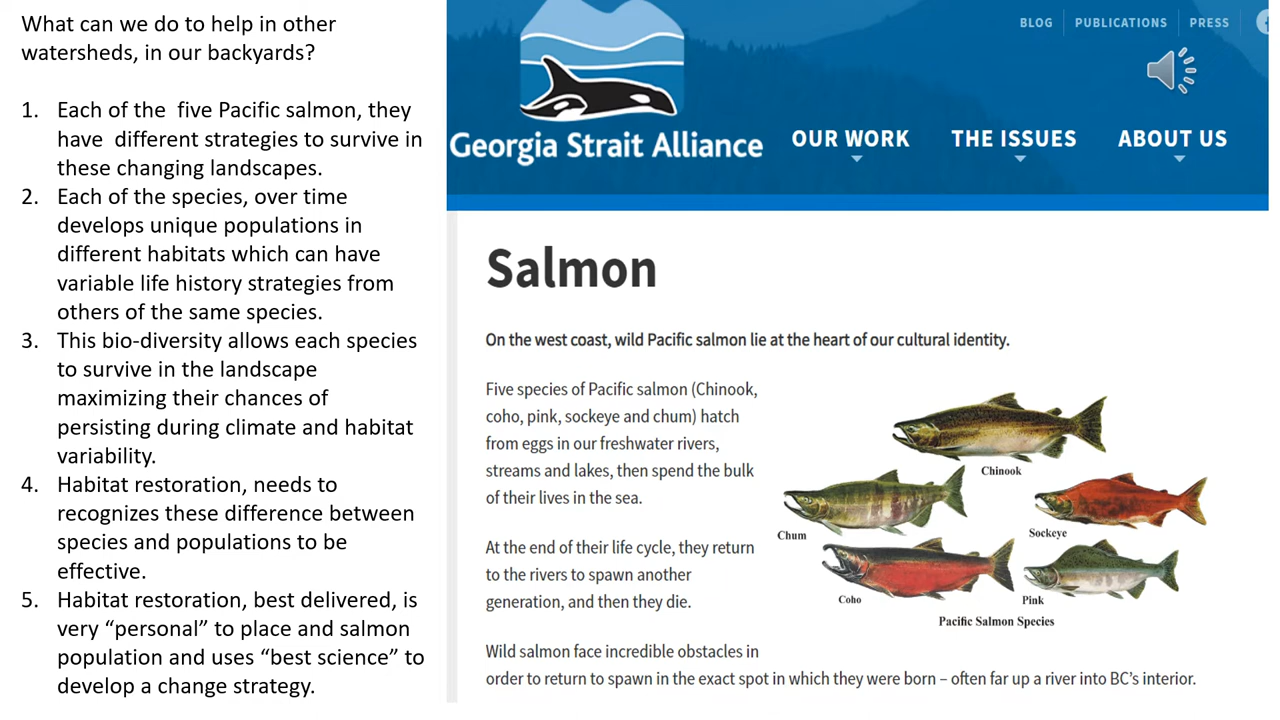 What can we do to help in other
watersheds, in our backyards?
1. Each of the five Pacific salmon, they
have different strategies to survive in
these changing landscapes.
2. Each of the species, over time
develops unique populations in
different habitats which can have
variable life history strategies from
others of the same species.
3. This bio-diversity allows each species
to survive in the landscape
maximizing their chances of
persisting during climate and habitat
variability.
4. Habitat restoration, needs to
recognizes these difference between
species and populations to be
effective.
5. Habitat restoration, best delivered, is
very “personal” to place and salmon
population and uses “best science” to
develop a change strategy.
BLOG PUBLICATIONS PRESS
Georgia Strait Alliance
OUR WORK THE ISSUES ABOUT US
Salmon
On the west coast, wild Pacific salmon lie at the heart of our cultural identity.
Five species of Pacific salmon (Chinook,
coho, pink, sockeye and chum) hatch
from eggs in our freshwater rivers,
streams and lakes, then spend the bulk
of their lives in the sea.
At the end of their life cycle, they return
to the rivers to spawn another
generation, and then they die.
Chinook
Chum
Sockeye
Coho
Pink
Pacific Salmon Species
Wild salmon face incredible obstacles in
order to return to spawn in the exact spot in which they were born – often far up a river into BC’s interior.